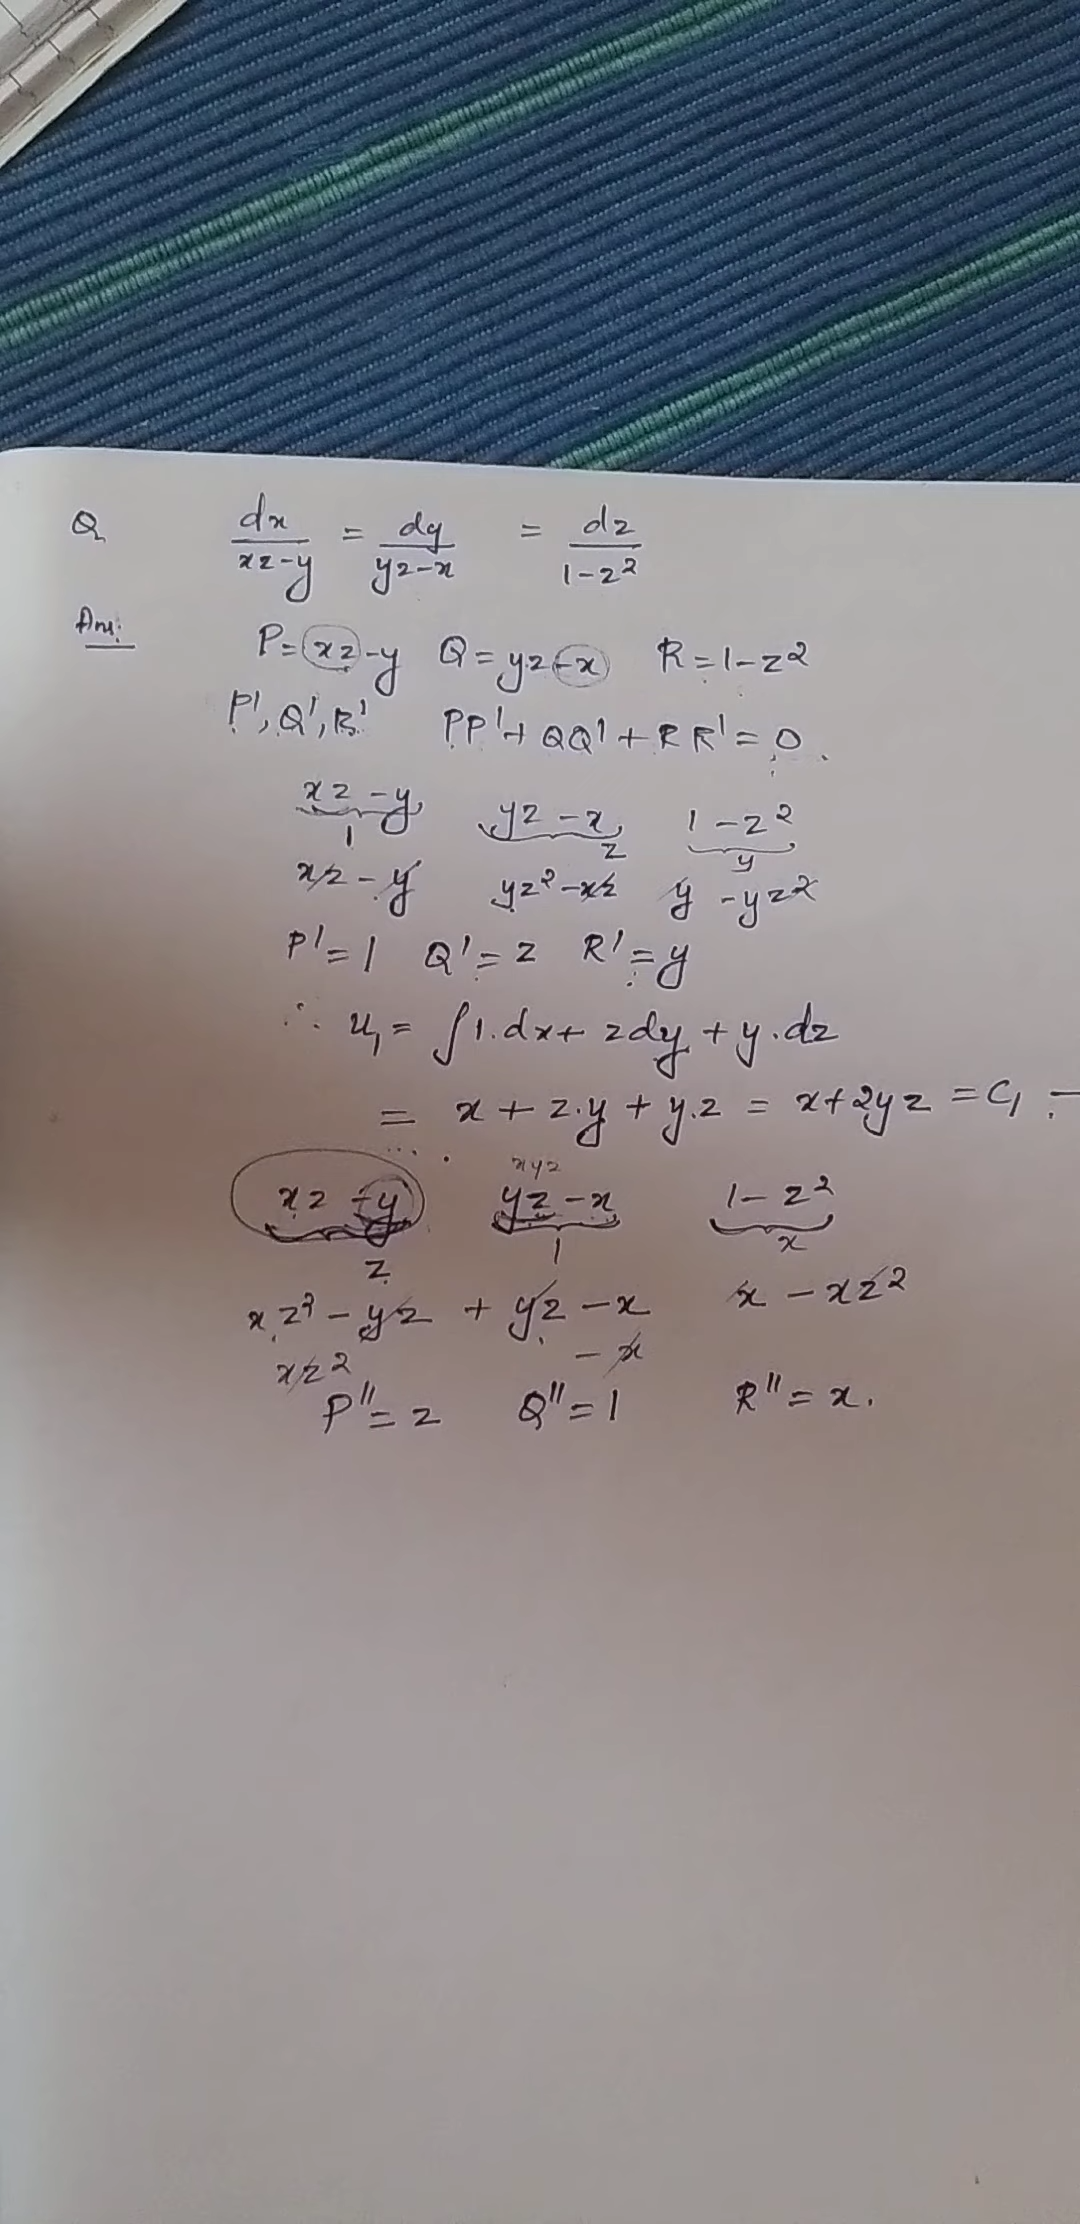 Q dx/(xz-y) = dy/(yz-x) = dz/(1-z²)
Ans: P = xz-y Q = yz-x R = 1-z²
P', Q', R' PP' + QQ' + RR' = 0
xz-y yz-x 1-z²
1 z y
xz-y yz²-xz y-yz²
P' = 1 Q' = z R' = y
∴ u₁ = ∫1.dx + zdy + y.dz
= x + z.y + y.z = x+2yz = C₁ -
xyz
xz-y yz-x 1-z²
z 1 x
xz²-yz + yz-x x-xz²
xz² -x
P'' = z Q'' = 1 R'' = x.